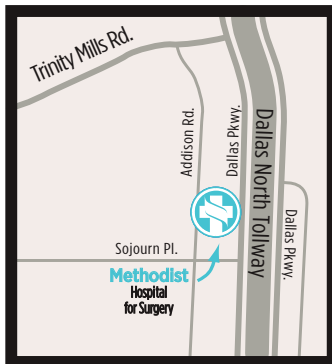 Trinity Mills Rd.
Addison Rd.
Dallas Pkwy.
Dallas North Tollway
Dallas Pkwy.
Sojourn Pl.
Methodist
Hospital
for Surgery